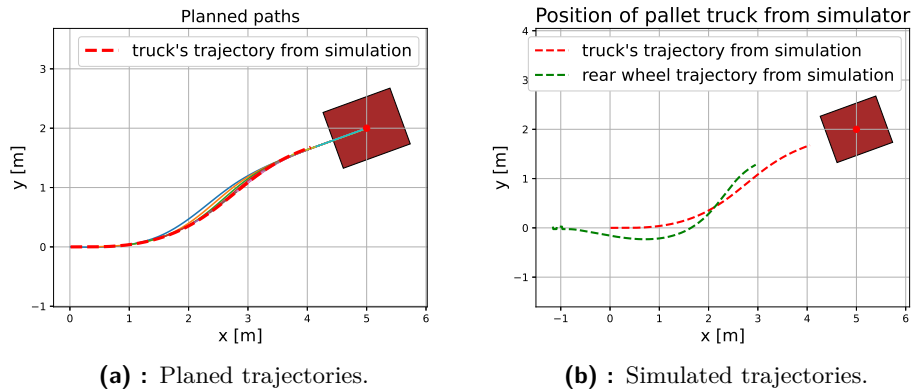 Planned paths
truck's trajectory from simulation
3
2
1
0
−1
y [m]
0
1
2
3
4
5
6
x [m]
(a) : Planed trajectories.
Position of pallet truck from simulator
truck's trajectory from simulation
rear wheel trajectory from simulation
4
3
2
1
0
−1
y [m]
−1
0
1
2
3
4
5
6
x [m]
(b) : Simulated trajectories.